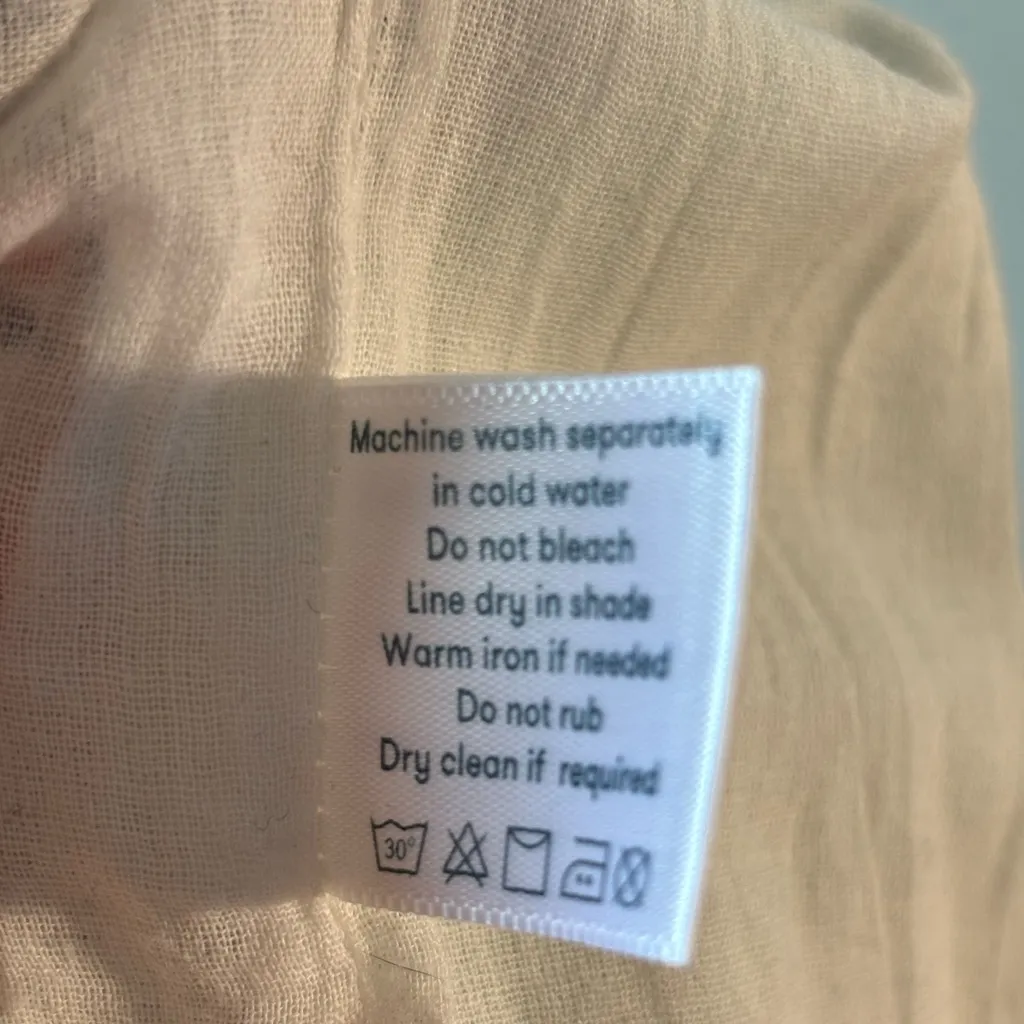 Machine wash separately
in cold water
Do not bleach
Line dry in shade
Warm iron if needed
Do not rub
Dry clean if required
30°